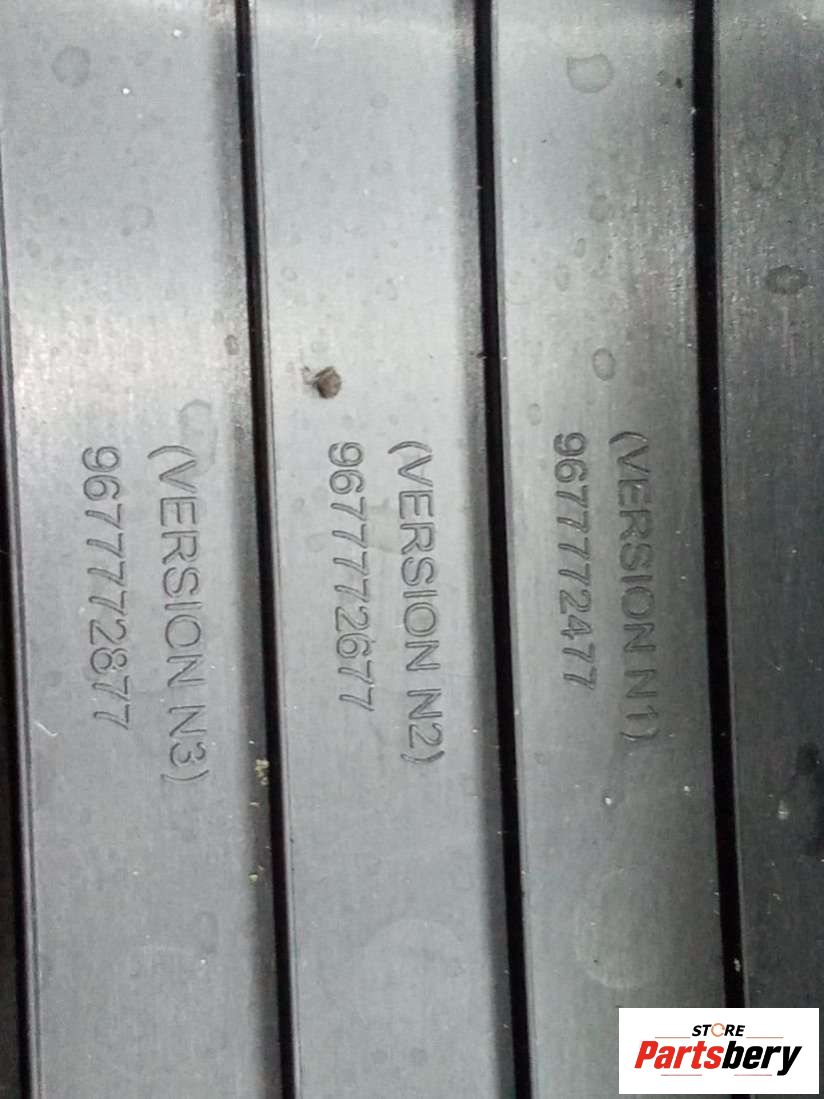 (VERSION N1)
9677772477
(VERSION N2)
9677772677
(VERSION N3)
9677772877
STORE
Partsbery